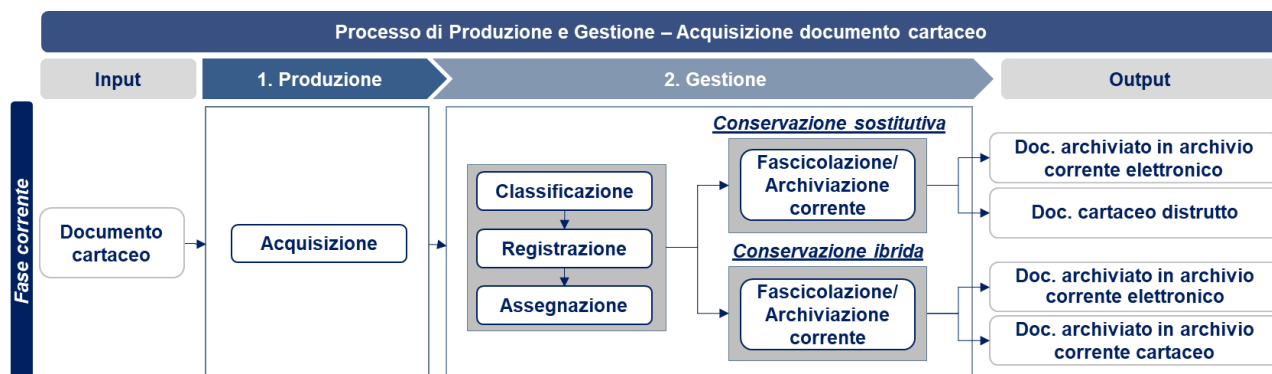 Processo di Produzione e Gestione – Acquisizione documento cartaceo
Input
1. Produzione
2. Gestione
Output
Fase corrente
Documento
cartaceo
Acquisizione
Classificazione
Registrazione
Assegnazione
Conservazione sostitutiva
Fascicolazione/
Archiviazione
corrente
Conservazione ibrida
Fascicolazione/
Archiviazione
corrente
Doc. archiviato in archivio
corrente elettronico
Doc. cartaceo distrutto
Doc. archiviato in archivio
corrente elettronico
Doc. archiviato in archivio
corrente cartaceo